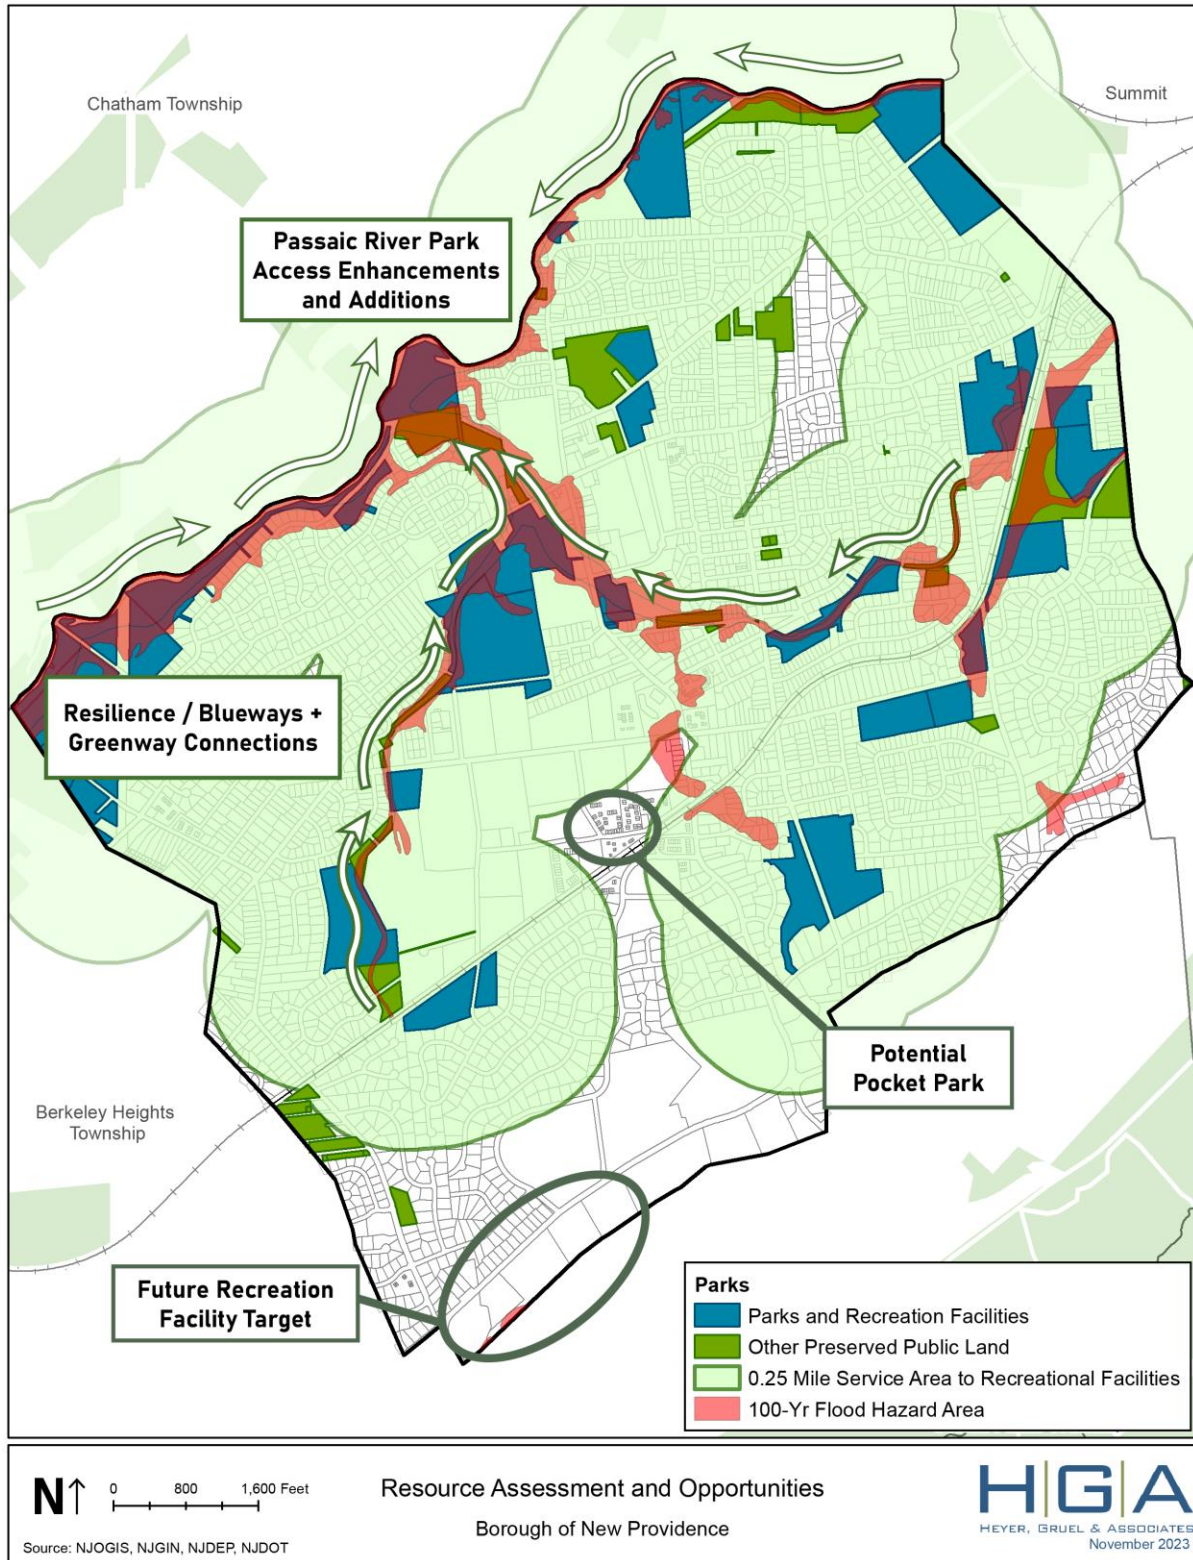 Chatham Township
Summit
Passaic River Park
Access Enhancements
and Additions
Resilience / Blueways +
Greenway Connections
Potential
Pocket Park
Berkeley Heights
Township
Future Recreation
Facility Target
Parks
Parks and Recreation Facilities
Other Preserved Public Land
0.25 Mile Service Area to Recreational Facilities
100-Yr Flood Hazard Area
N↑
0 800 1,600 Feet
Source: NJOGIS, NJGIN, NJDEP, NJDOT
Resource Assessment and Opportunities
Borough of New Providence
H|G|A
HEYER, GRUEL & ASSOCIATES
November 2023